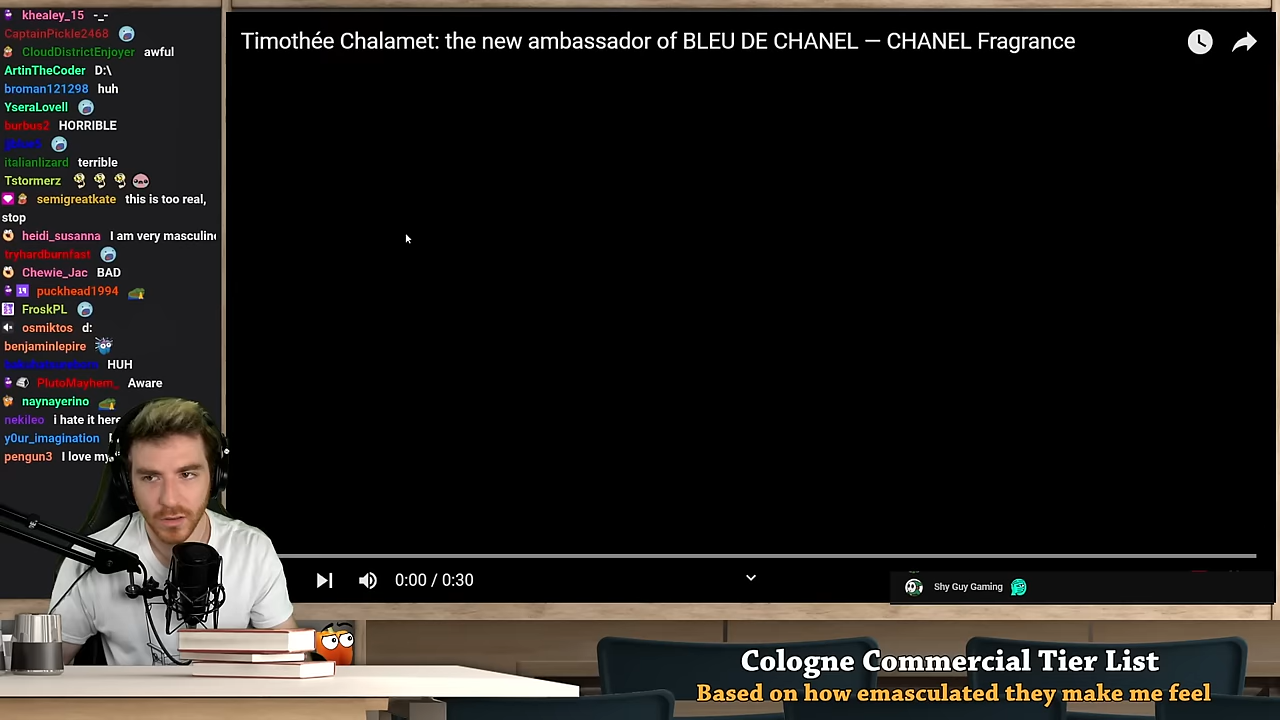 khealey_15 -_-
CaptainPickle2468
CloudDistrictEnjoyer awful
ArtinTheCoder D:\
broman121298 huh
YseraLovell
burbus2 HORRIBLE
italianlizard terrible
Tstormerz
semigreatkate this is too real,
stop
heidi_susanna I am very masculine
tryhardburnfast
Chewie_Jac BAD
puckhead1994
FroskPL
osmiktos d:
benjaminlepire
HUH
PlutoMayhem_ Aware
naynayerino
nekileo i hate it here
y0ur_imagination
pengun3 I love my
Timothée Chalamet: the new ambassador of BLEU DE CHANEL — CHANEL Fragrance
0:00 / 0:30
Shy Guy Gaming
Cologne Commercial Tier List
Based on how emasculated they make me feel